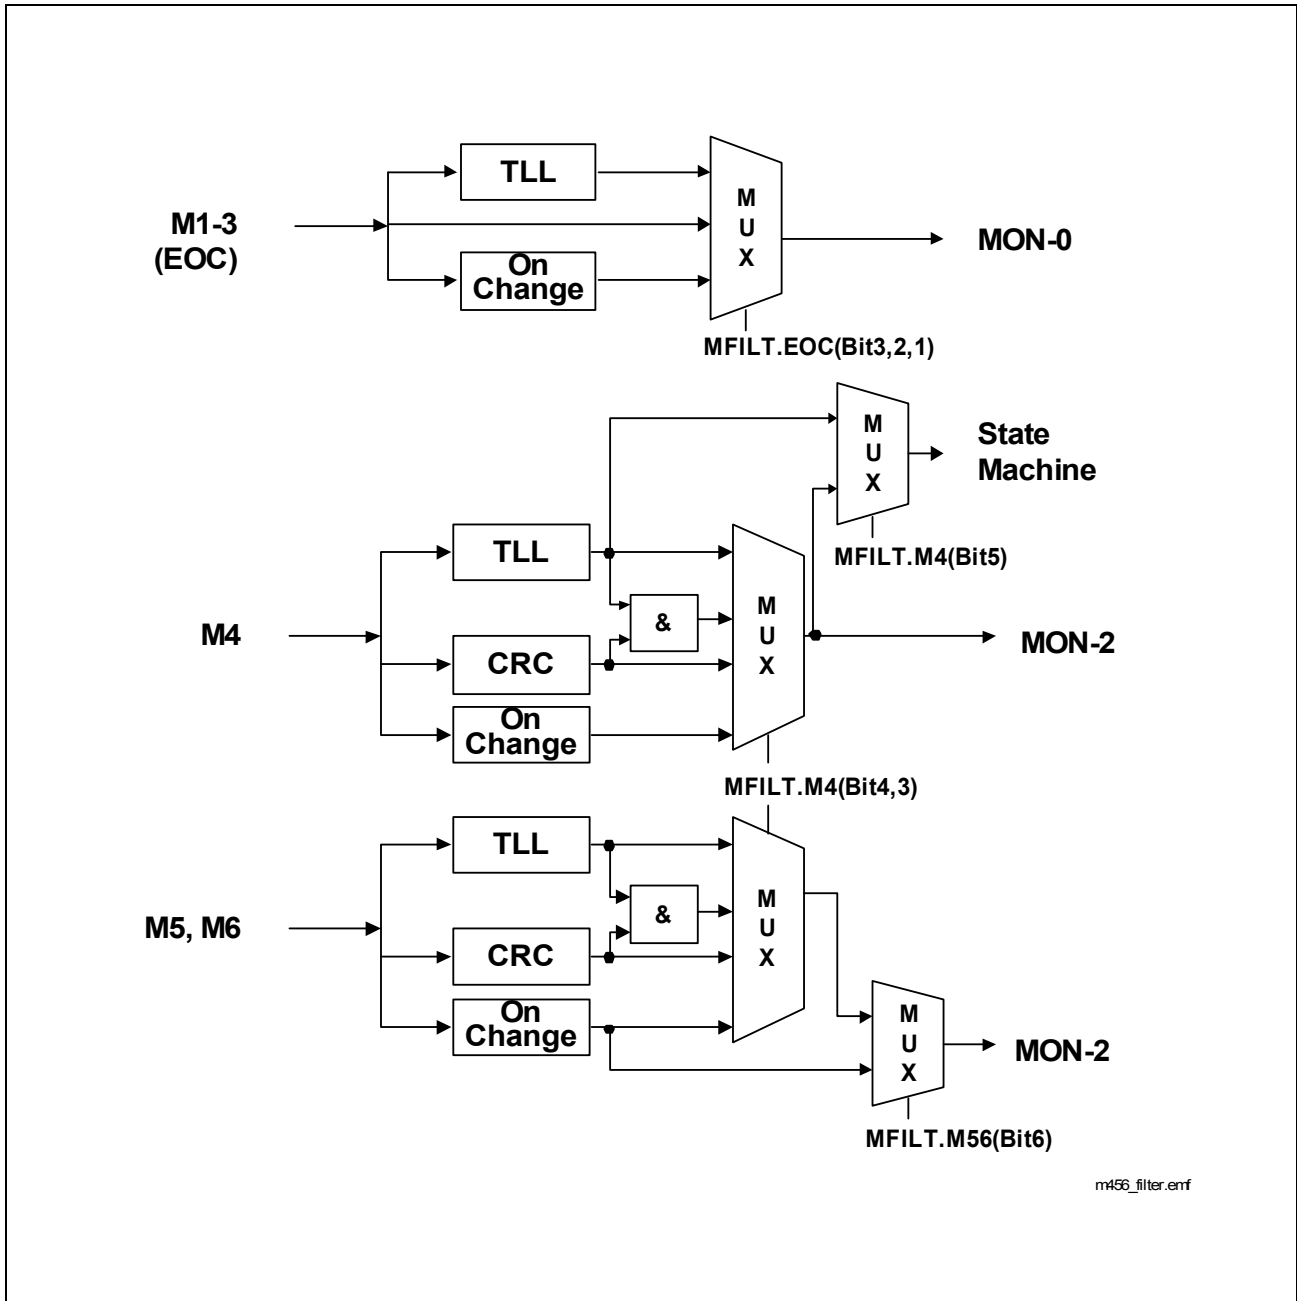 TLL
M1-3
(EOC)
On
Change
M
U
X
MON-0
MFILT.EOC(Bit3,2,1)
M
U
X
State
Machine
MFILT.M4(Bit5)
M4
TLL
&
CRC
On
Change
M
U
X
MON-2
MFILT.M4(Bit4,3)
M5, M6
TLL
&
CRC
On
Change
M
U
X
M
U
X
MON-2
MFILT.M56(Bit6)
m456_filter.emf